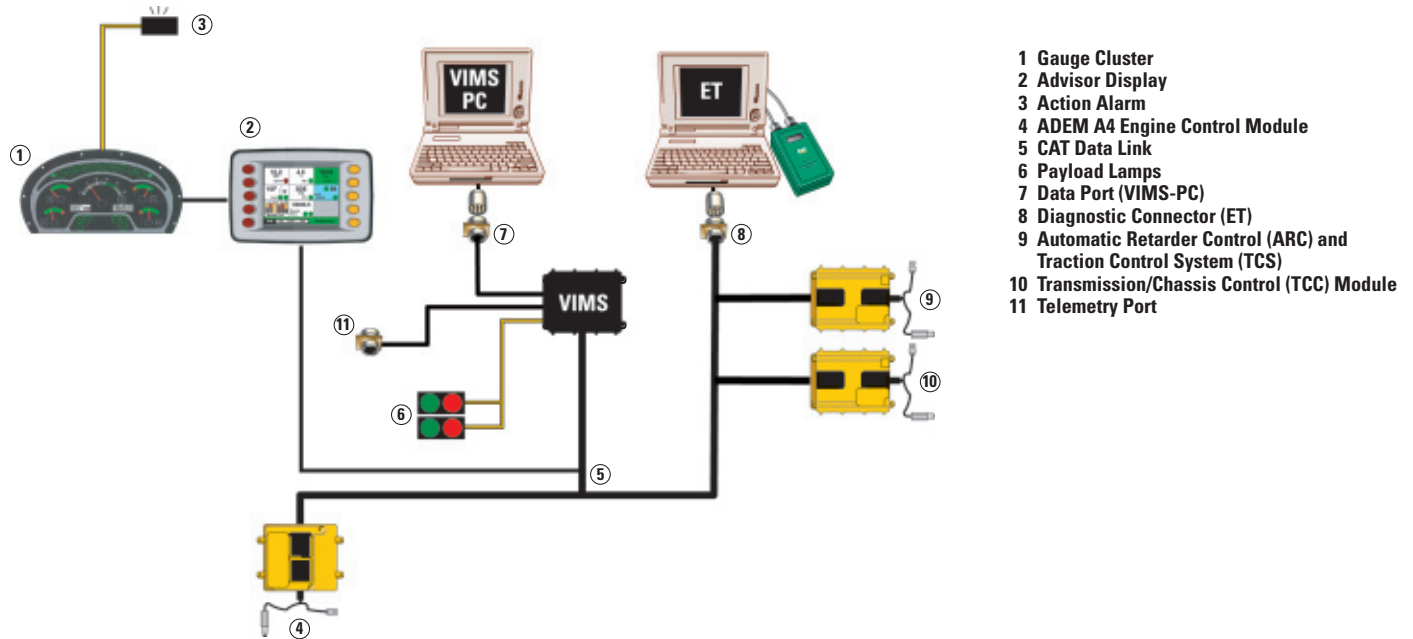 3
1
2
VIMS
PC
ET
7
8
VIMS
9
11
10
6
5
4
1 Gauge Cluster
2 Advisor Display
3 Action Alarm
4 ADEM A4 Engine Control Module
5 CAT Data Link
6 Payload Lamps
7 Data Port (VIMS-PC)
8 Diagnostic Connector (ET)
9 Automatic Retarder Control (ARC) and
Traction Control System (TCS)
10 Transmission/Chassis Control (TCC) Module
11 Telemetry Port